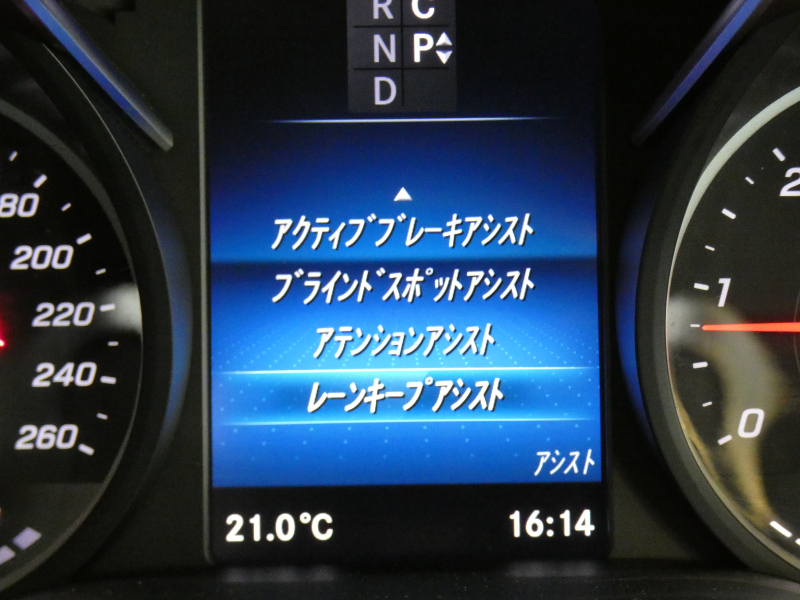 R C
N P
D
アクティブブレーキアシスト
ブラインドスポットアシスト
アテンションアシスト
レーンキープアシスト
アシスト
21.0°C 16:14
80
200
220
240
260
2
1
0